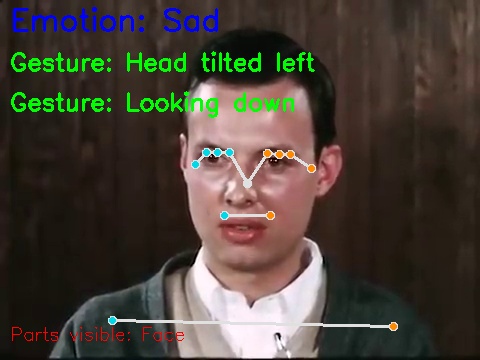 Emotion: Sad
Gesture: Head tilted left
Gesture: Looking down
Parts visible: Face